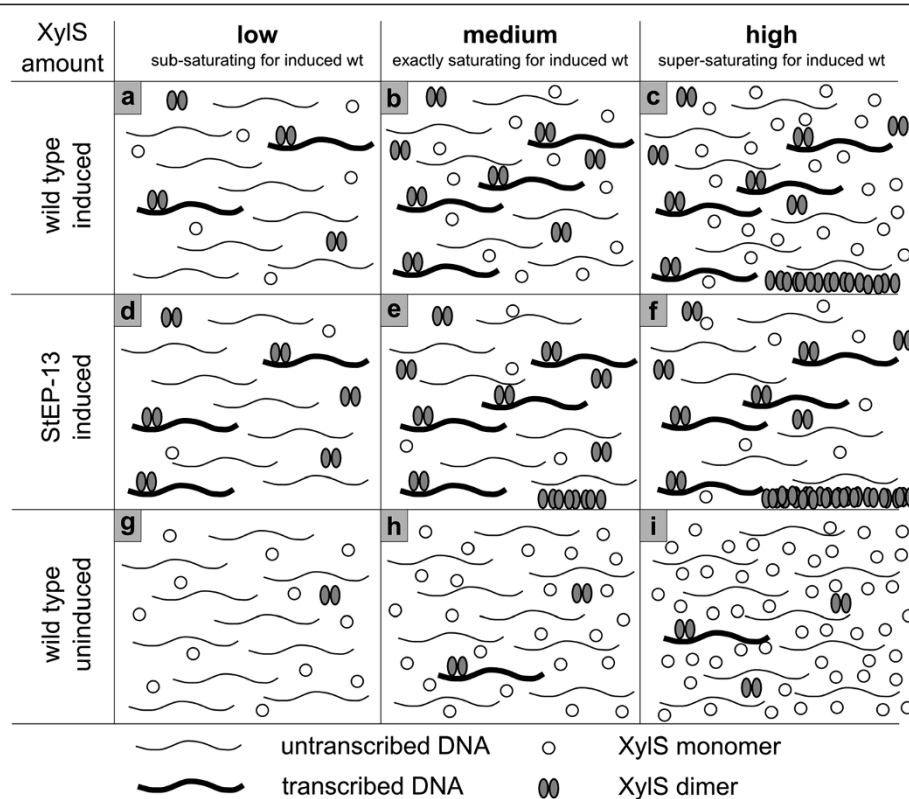 XylS amount
low
sub-saturating for induced wt
medium
exactly saturating for induced wt
high
super-saturating for induced wt
wild type induced
a
b
c
StEP-13 induced
d
e
f
wild type uninduced
g
h
i
untranscribed DNA
XylS monomer
transcribed DNA
XylS dimer